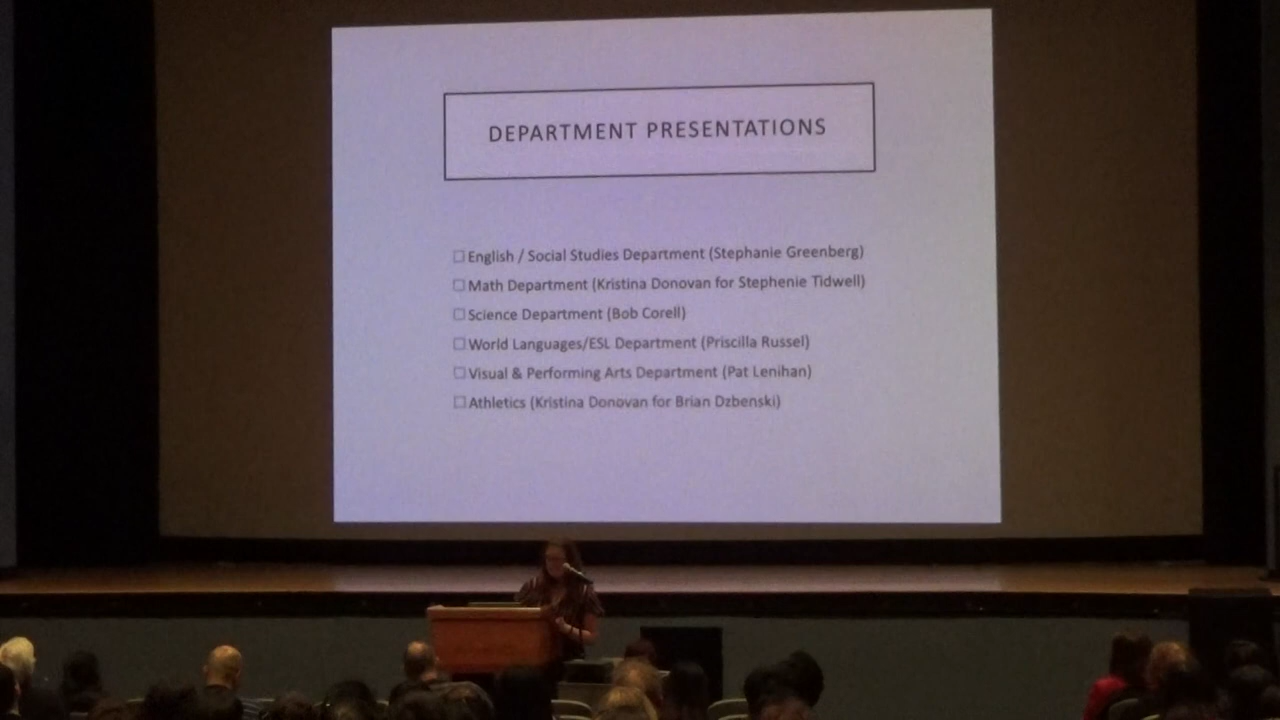 DEPARTMENT PRESENTATIONS
English / Social Studies Department (Stephanie Greenberg)
Math Department (Kristina Donovan for Stephenie Tidwell)
Science Department (Bob Corell)
World Languages/ESL Department (Priscilla Russel)
Visual & Performing Arts Department (Pat Lenihan)
Athletics (Kristina Donovan for Brian Dzbenski)